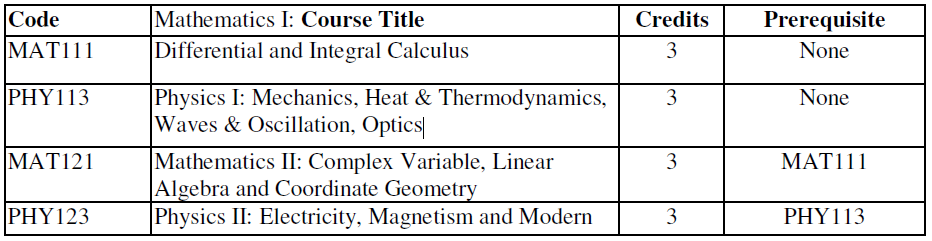 Code Mathematics I: Course Title Credits Prerequisite
MAT111 Differential and Integral Calculus 3 None
PHY113 Physics I: Mechanics, Heat & Thermodynamics, 3 None
Waves & Oscillation, Optics
MAT121 Mathematics II: Complex Variable, Linear 3 MAT111
Algebra and Coordinate Geometry
PHY123 Physics II: Electricity, Magnetism and Modern 3 PHY113